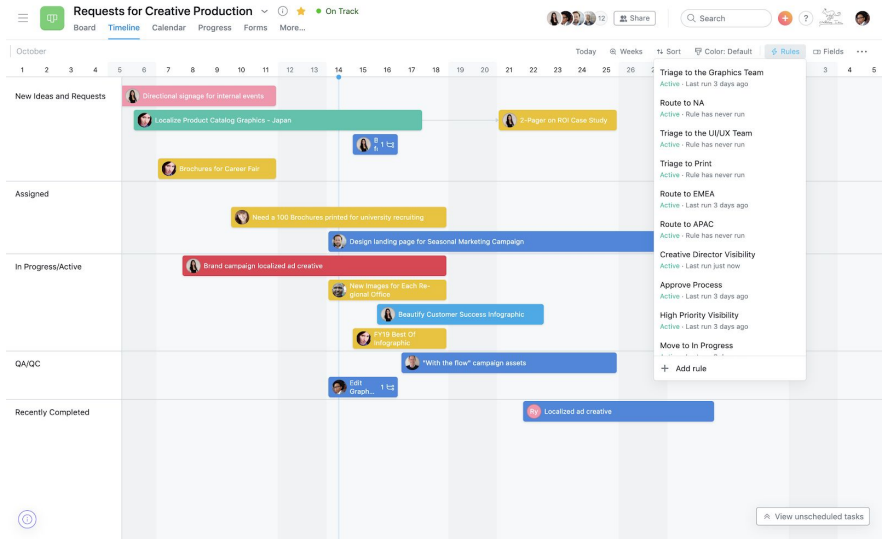 Requests for Creative Production
On Track
12
Share
Search
+
?
Board Timeline Calendar Progress Forms More...
October
Today
Weeks
Sort
Color: Default
Rules
Fields
1 2 3 4 5 6 7 8 9 10 11 12 13 14 15 16 17 18 19 20 21 22 23 24 25 26 3 4 5
New Ideas and Requests
Directional signage for internal events
Localize Product Catalog Graphics - Japan
2-Pager on ROI Case Study
B
1
Brochures for Career Fair
Assigned
Need a 100 Brochures printed for university recruiting
Design landing page for Seasonal Marketing Campaign
In Progress/Active
Brand campaign localized ad creative
New Images for Each Re-
gional Office
Beautify Customer Success Infographic
FY19 Best Of
Infographic
QA/QC
"With the flow" campaign assets
Edit
Graph...
1
Recently Completed
Ry
Localized ad creative
Triage to the Graphics Team
Active - Last run 3 days ago
Route to NA
Active - Rule has never run
Triage to the UI/UX Team
Active - Rule has never run
Triage to Print
Active - Rule has never run
Route to EMEA
Active - Last run 3 days ago
Route to APAC
Active - Rule has never run
Creative Director Visibility
Active - Last run just now
Approve Process
Active - Last run 3 days ago
High Priority Visibility
Active - Last run 3 days ago
Move to In Progress
+ Add rule
View unscheduled tasks